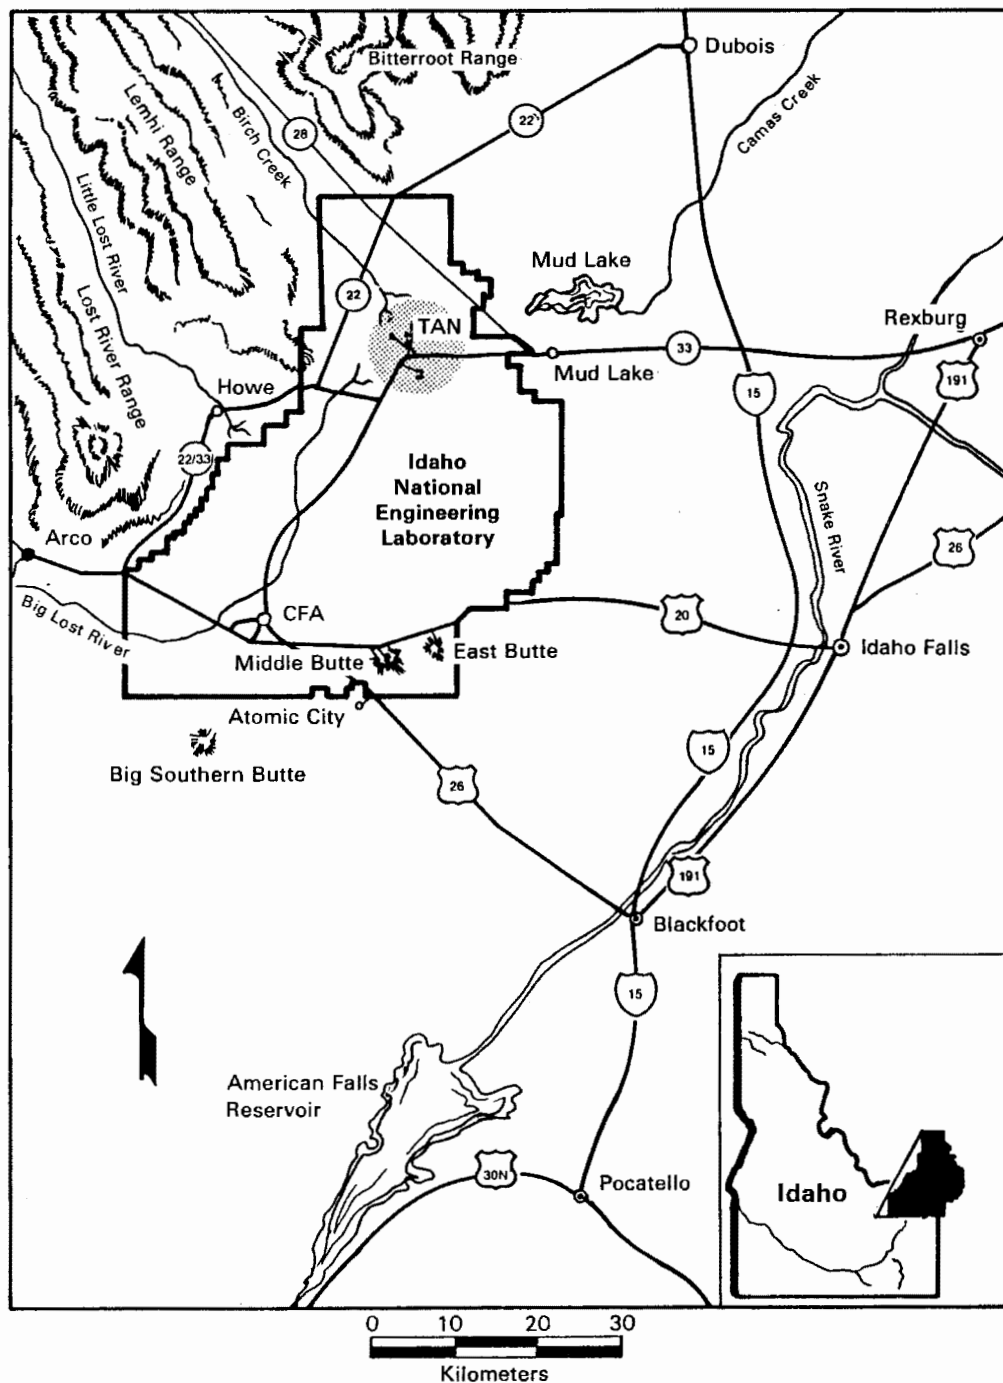 Bitterroot Range
Dubois
22
28
Camas Creek
Birch Creek
Lemhi Range
Little Lost River
Lost River Range
Mud Lake
22
TAN
Rexburg
33
Mud Lake
191
15
Howe
22/33
Idaho
National
Engineering
Laboratory
Snake River
Arco
26
Big Lost River
CFA
20
Middle Butte
East Butte
Idaho Falls
Atomic City
15
Big Southern Butte
26
191
Blackfoot
15
American Falls
Reservoir
30N
Pocatello
Idaho
0 10 20 30
Kilometers